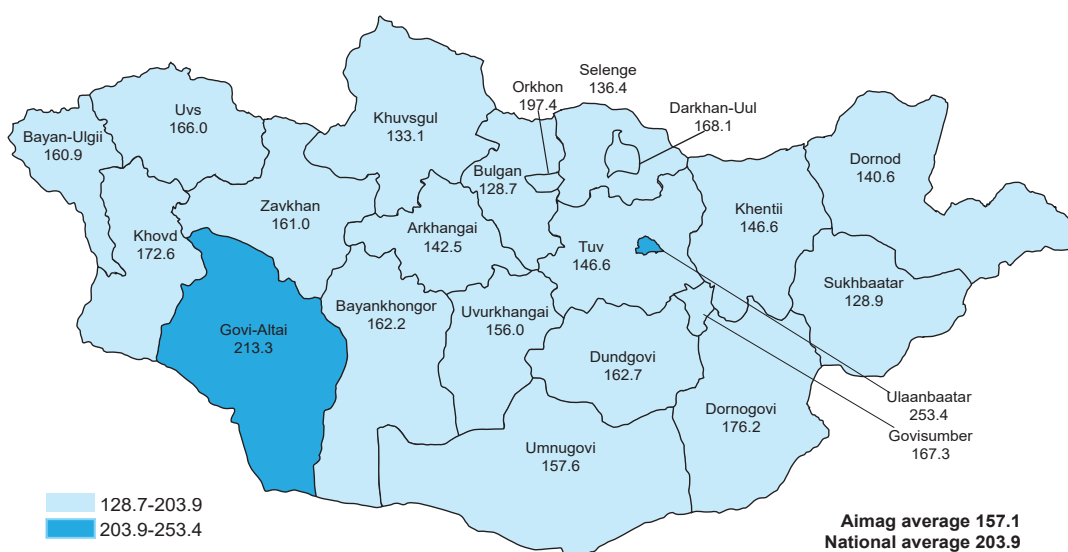 Selenge
136.4
Orkhon
197.4
Darkhan-Uul
168.1
Uvs
166.0
Khuvsgul
133.1
Bayan-Ulgii
160.9
Bulgan
128.7
Dornod
140.6
Zavkhan
161.0
Khentii
146.6
Arkhangai
142.5
Khovd
172.6
Tuv
146.6
Sukhbaatar
128.9
Bayankhongor
162.2
Uvurkhangai
156.0
Govi-Altai
213.3
Dundgovi
162.7
Ulaanbaatar
253.4
Dornogovi
176.2
Govisumber
167.3
Umnugovi
157.6
128.7-203.9
203.9-253.4
Aimag average 157.1
National average 203.9